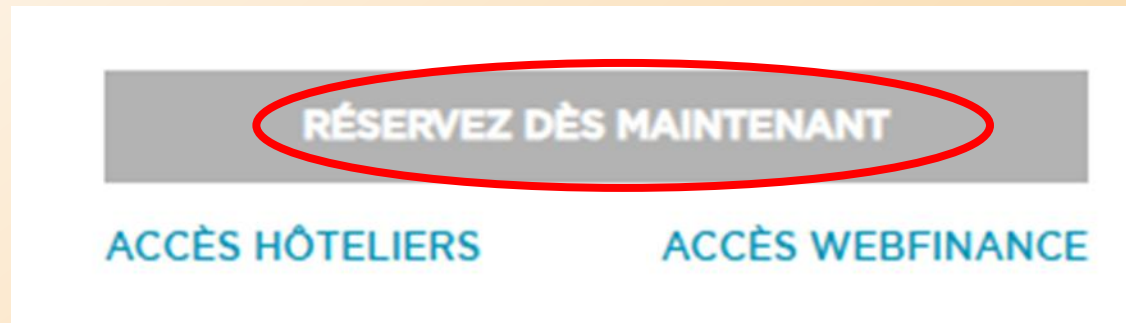 RÉSERVEZ DÈS MAINTENANT
ACCÈS HÔTELIERS ACCÈS WEBFINANCE